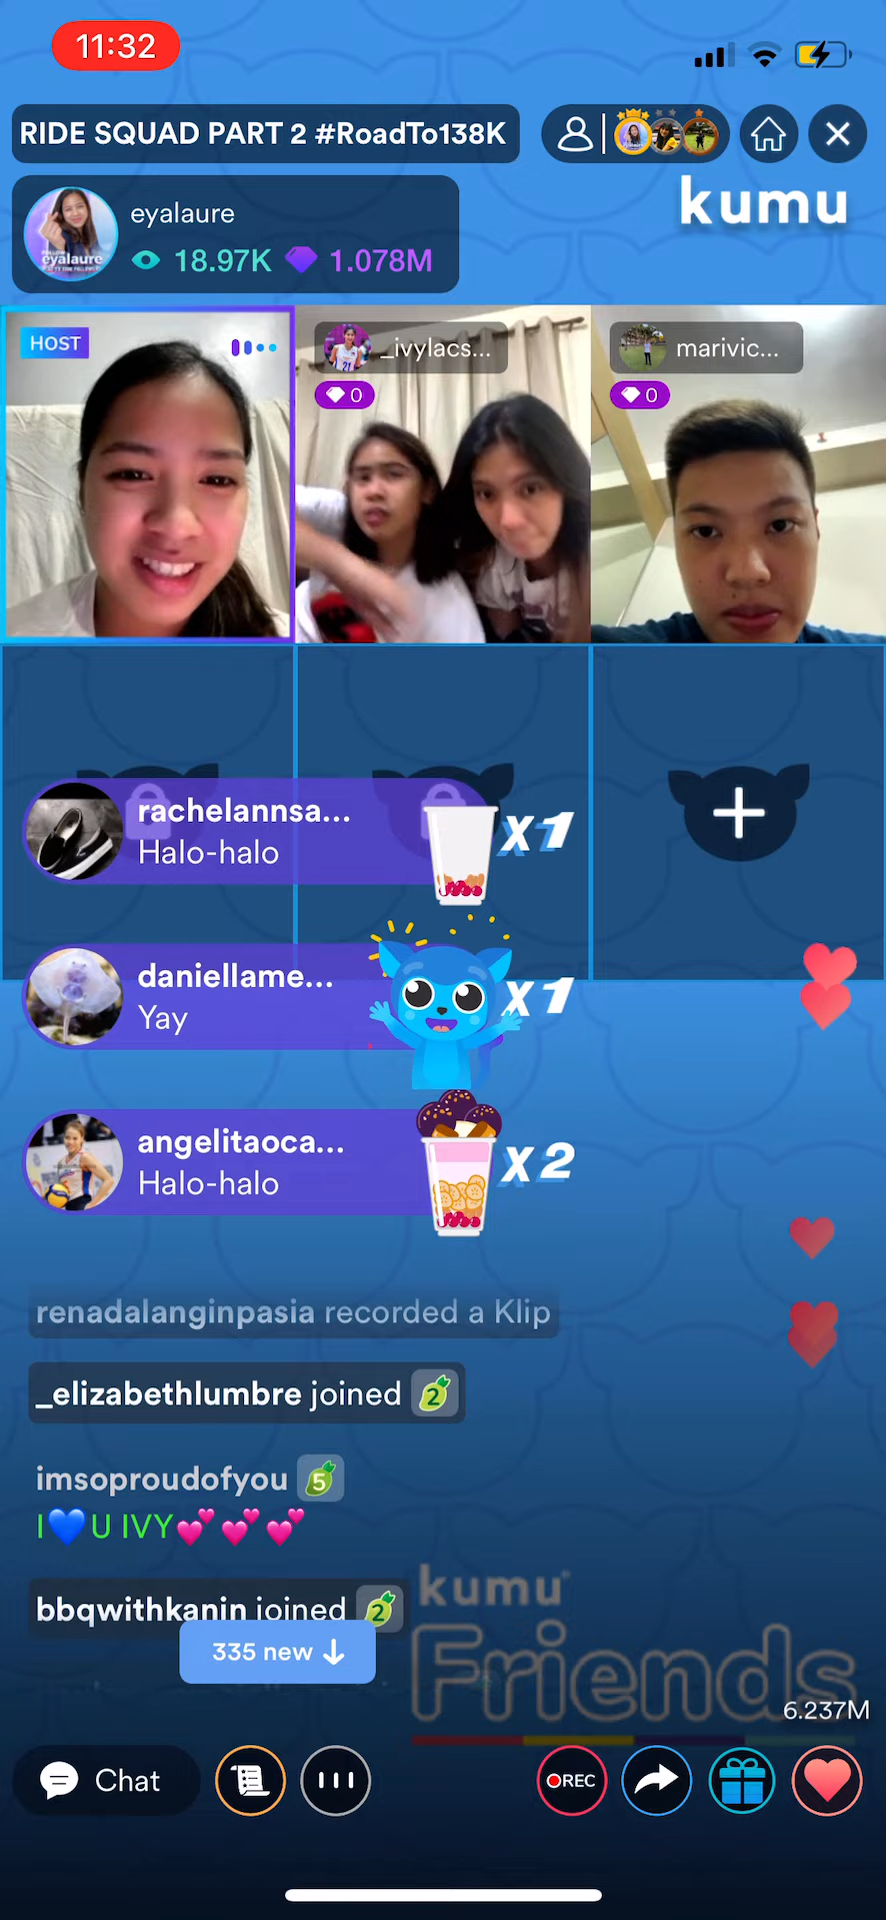 11:32
RIDE SQUAD PART 2 #RoadTo138K
kumu
eyalaure
18.97K 1.078M
eyalaure
HOST
_ivylacs...
marivic...
21
0
0
rachelannsa...
Halo-halo
X1
daniellame...
Yay
X1
angelitaoca...
Halo-halo
X2
renadalanginpasia recorded a Klip
_elizabethlumbre joined 2
imsoproudofyou 5
I💙U IVY💕💕💕
bbqwithkanin joined 2
335 new ↓
kumu
Friends
6.237M
Chat
REC